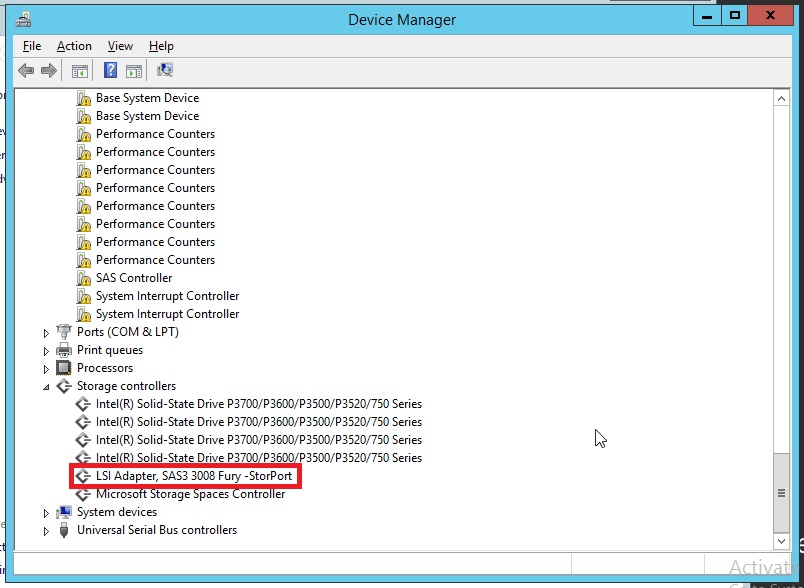 Device Manager
File Action View Help
Base System Device
Base System Device
Performance Counters
Performance Counters
Performance Counters
Performance Counters
Performance Counters
Performance Counters
Performance Counters
Performance Counters
SAS Controller
System Interrupt Controller
System Interrupt Controller
Ports (COM & LPT)
Print queues
Processors
Storage controllers
Intel(R) Solid-State Drive P3700/P3600/P3500/P3520/750 Series
Intel(R) Solid-State Drive P3700/P3600/P3500/P3520/750 Series
Intel(R) Solid-State Drive P3700/P3600/P3500/P3520/750 Series
Intel(R) Solid-State Drive P3700/P3600/P3500/P3520/750 Series
LSI Adapter, SAS3 3008 Fury -StorPort
Microsoft Storage Spaces Controller
System devices
Universal Serial Bus controllers
Activati